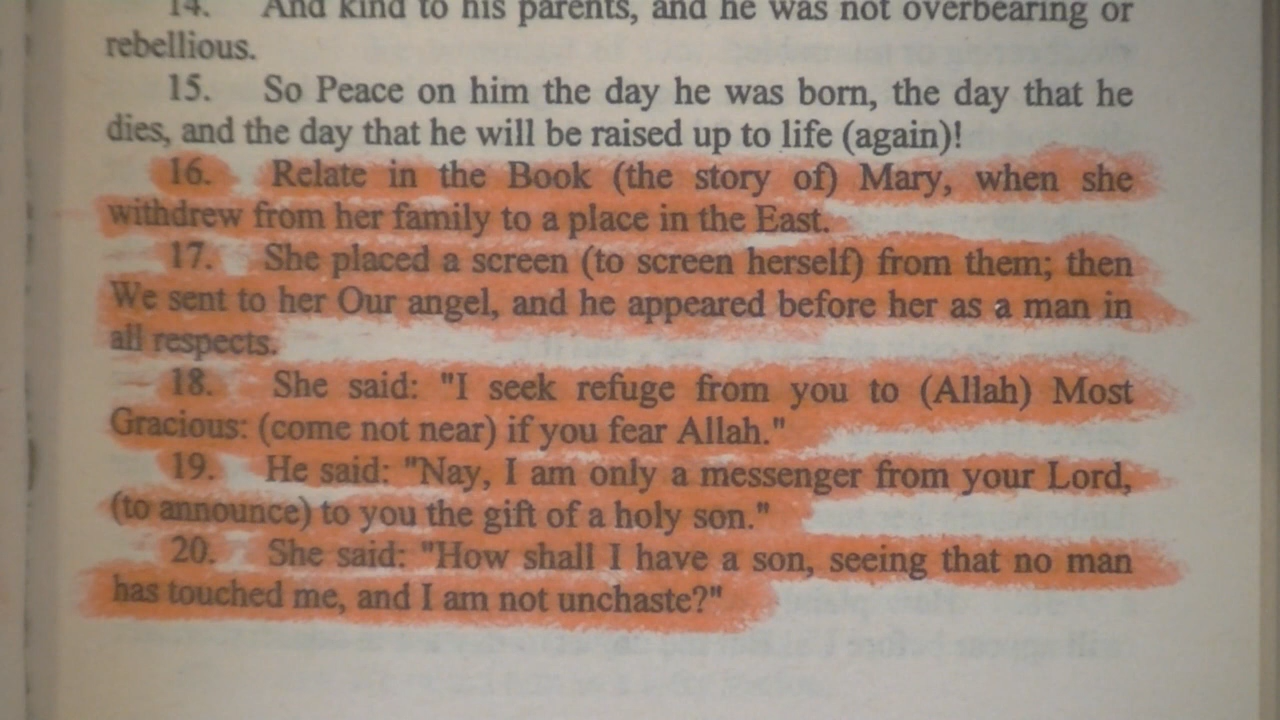 14. And kind to his parents, and he was not overbearing or
rebellious.
15. So Peace on him the day he was born, the day that he
dies, and the day that he will be raised up to life (again)!
16. Relate in the Book (the story of) Mary, when she
withdrew from her family to a place in the East.
17. She placed a screen (to screen herself) from them; then
We sent to her Our angel, and he appeared before her as a man in
all respects.
18. She said: "I seek refuge from you to (Allah) Most
Gracious: (come not near) if you fear Allah."
19. He said: "Nay, I am only a messenger from your Lord,
(to announce) to you the gift of a holy son."
20. She said: "How shall I have a son, seeing that no man
has touched me, and I am not unchaste?"